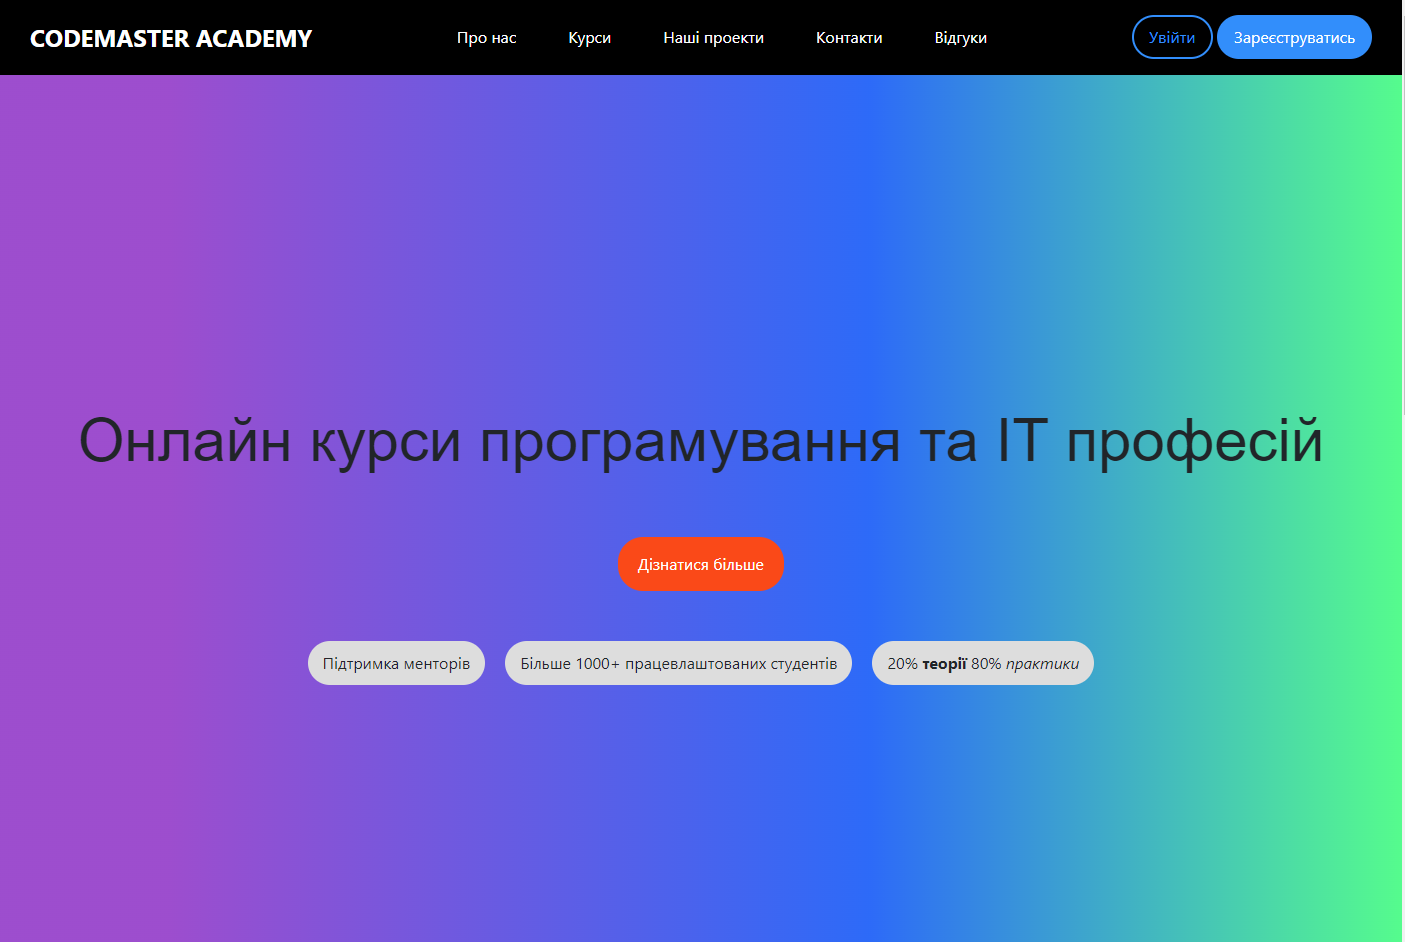 CODEMASTER ACADEMY
Про нас
Курси
Наші проекти
Контакти
Відгуки
Увійти
Зареєструватись
Онлайн курси програмування та IT професій
Дізнатися більше
Підтримка менторів
Більше 1000+ працевлаштованих студентів
20% теорії 80% практики